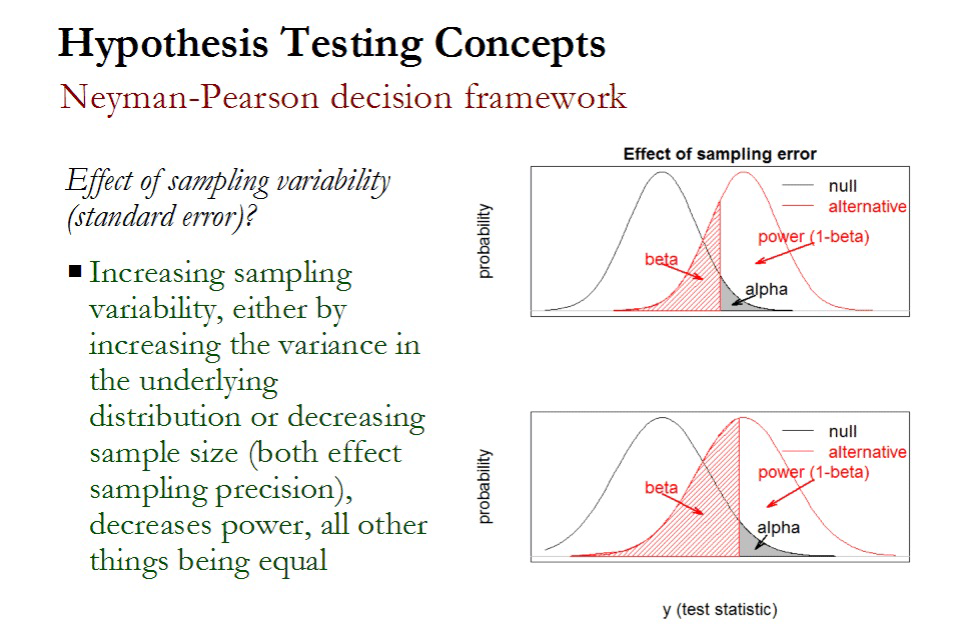 Hypothesis Testing Concepts
Neyman-Pearson decision framework
Effect of sampling variability
(standard error)?
Increasing sampling
variability, either by
increasing the variance in
the underlying
distribution or decreasing
sample size (both effect
sampling precision),
decreases power, all other
things being equal
Effect of sampling error
probability
null
alternative
power (1-beta)
beta
alpha
probability
null
alternative
power (1-beta)
beta
alpha
y (test statistic)